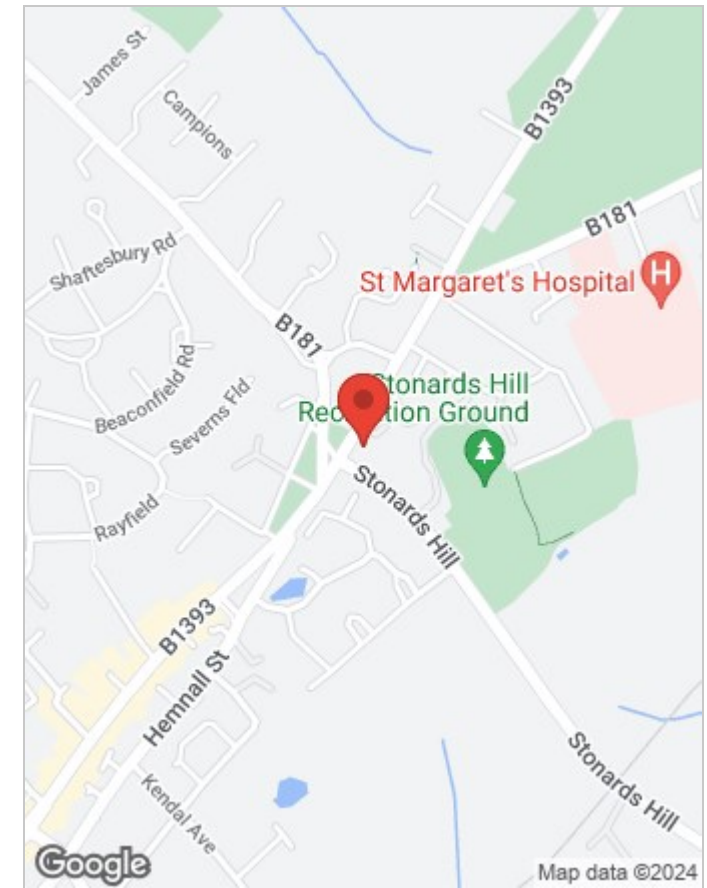 James St
Campions
B1393
B181
Shaftesbury Rd
St Margaret's Hospital H
B181
Beaconfield Rd
Stonards Hill
Recreation Ground
Severns Fld
Rayfield
Stonards Hill
B1393
Hemnall St
Kendal Ave
Stonards Hill
Google
Map data ©2024